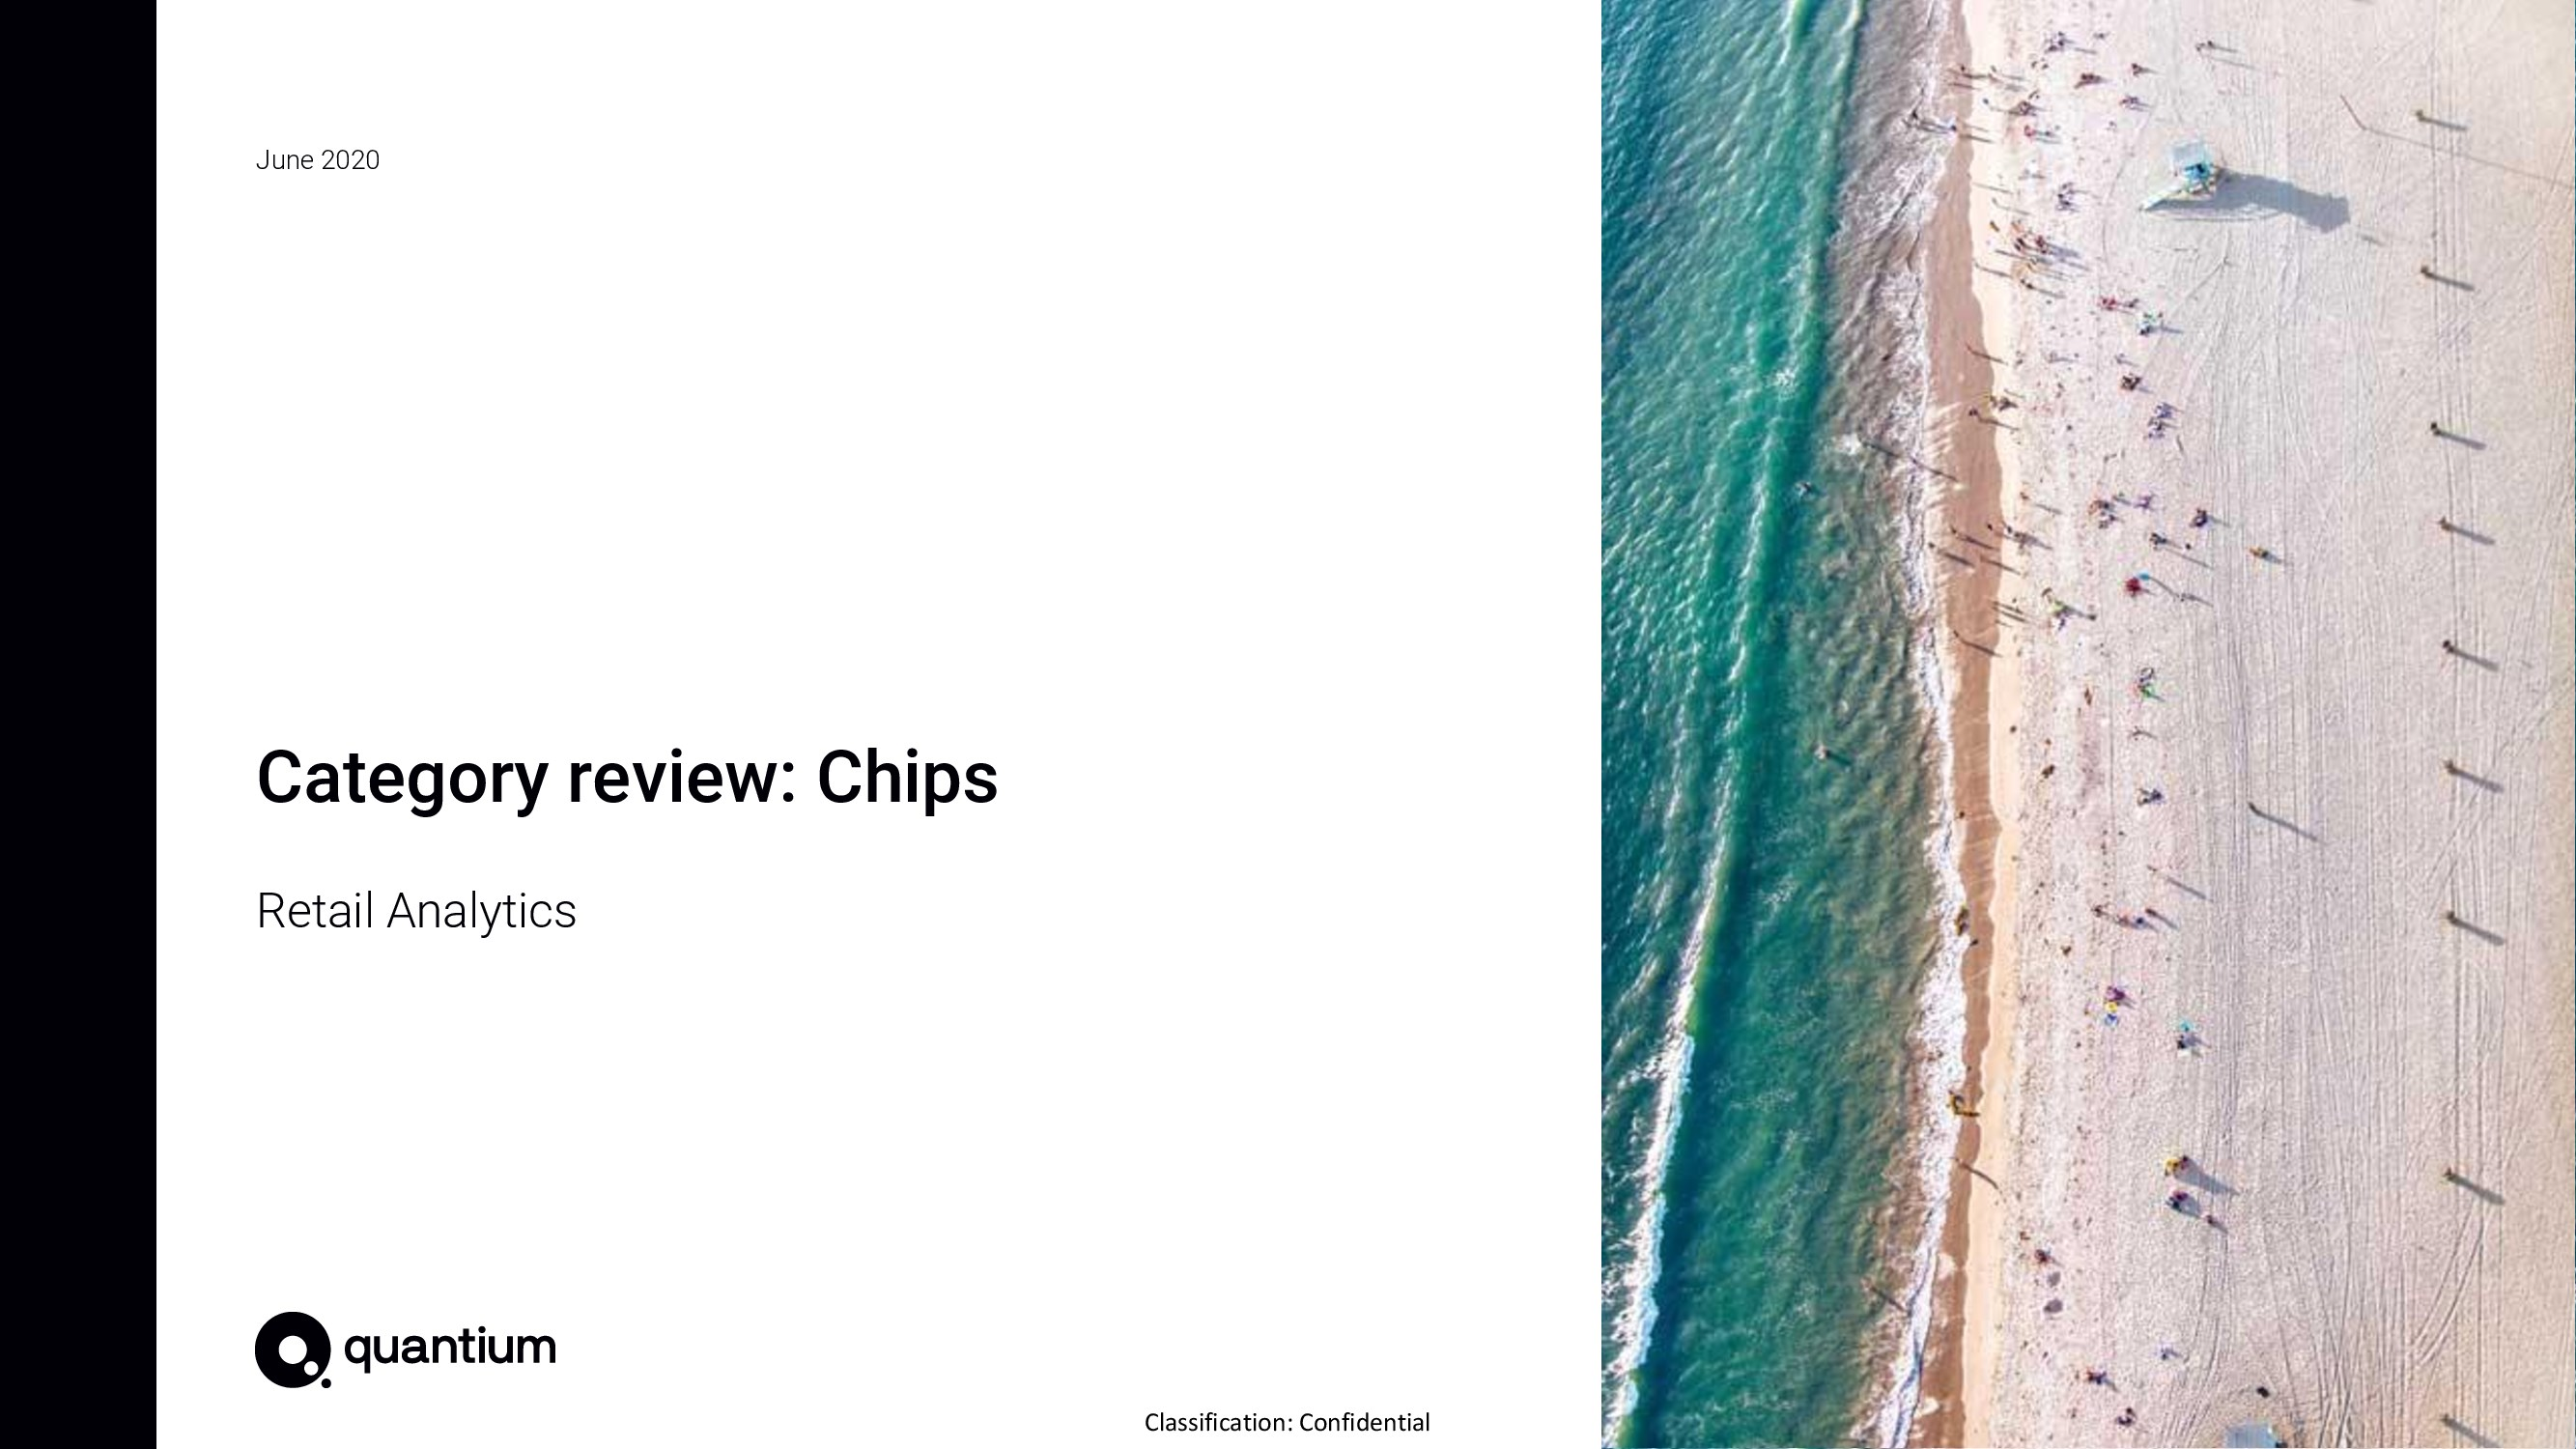 June 2020
Category review: Chips
Retail Analytics
quantium
Classification: Confidential